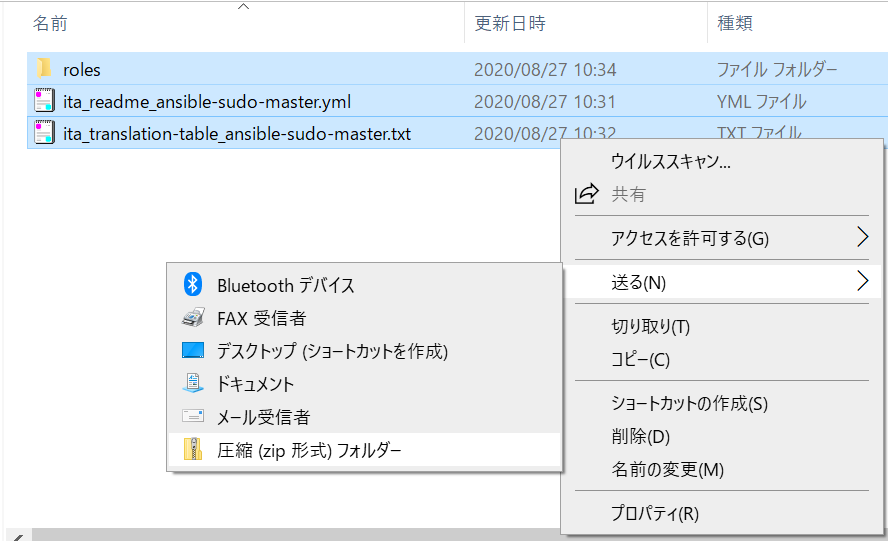 名前 更新日時 種類
roles 2020/08/27 10:34 ファイル フォルダー
ita_readme_ansible-sudo-master.yml 2020/08/27 10:31 YML ファイル
ita_translation-table_ansible-sudo-master.txt 2020/08/27 10:32 TXT ファイル
ウイルススキャン...
共有
アクセスを許可する(G)
送る(N)
切り取り(T)
コピー(C)
ショートカットの作成(S)
削除(D)
名前の変更(M)
プロパティ(R)
Bluetooth デバイス
FAX 受信者
デスクトップ (ショートカットを作成)
ドキュメント
メール受信者
圧縮 (zip 形式) フォルダー